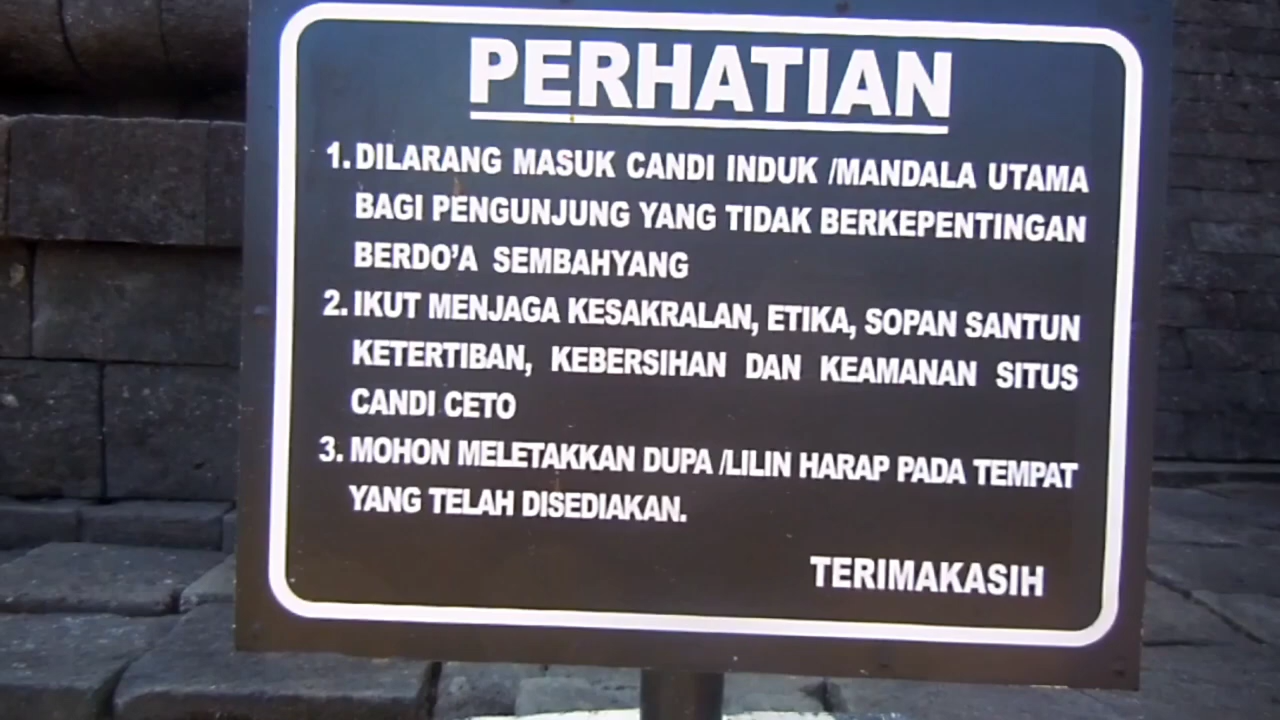 PERHATIAN
1. DILARANG MASUK CANDI INDUK /MANDALA UTAMA
BAGI PENGUNJUNG YANG TIDAK BERKEPENTINGAN
BERDO'A SEMBAHYANG
2. IKUT MENJAGA KESAKRALAN, ETIKA, SOPAN SANTUN
KETERTIBAN, KEBERSIHAN DAN KEAMANAN SITUS
CANDI CETO
3. MOHON MELETAKKAN DUPA /LILIN HARAP PADA TEMPAT
YANG TELAH DISEDIAKAN.
TERIMAKASIH